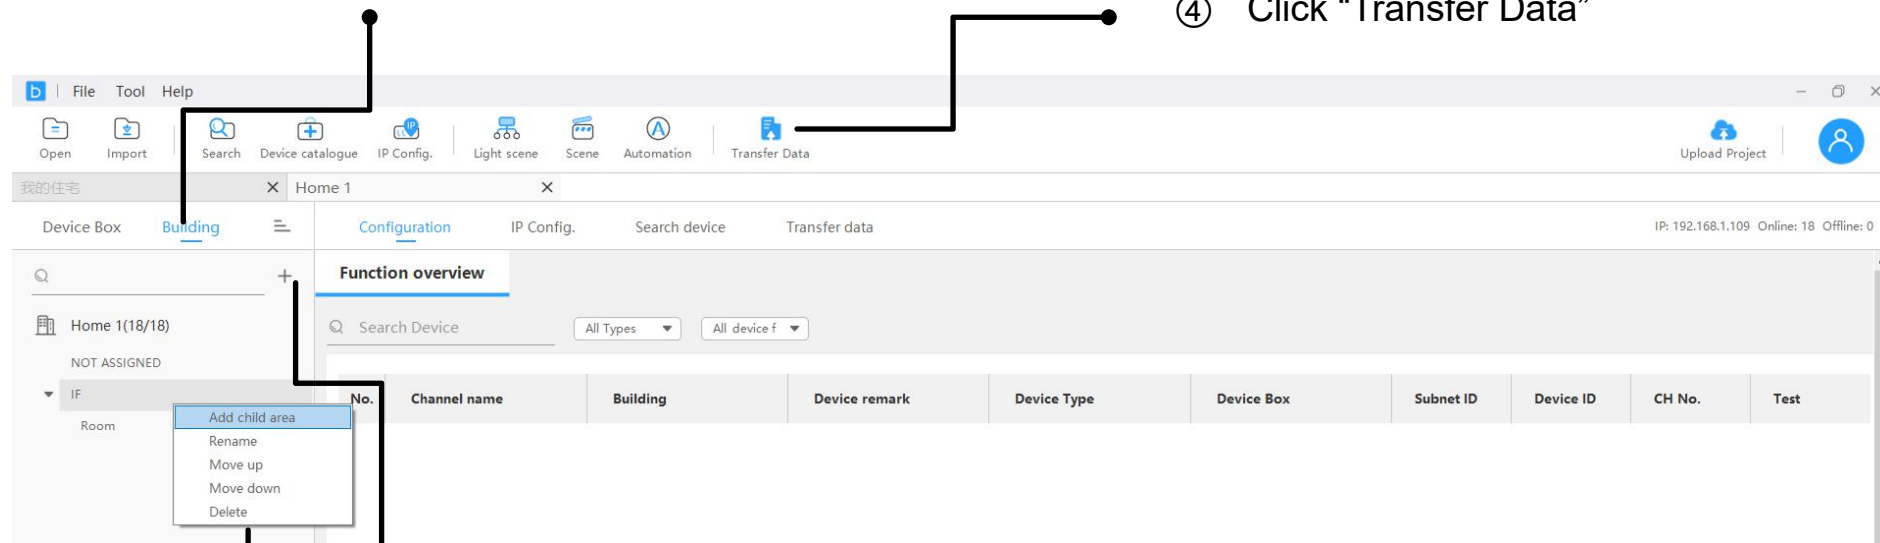 ④ Click “Transfer Data”
File Tool Help
Open Import Search Device catalogue IP Config. Light scene Scene Automation Transfer Data Upload Project
我的住宅 Home 1
Device Box Building Configuration IP Config. Search device Transfer data IP: 192.168.1.109 Online: 18 Offline: 0
Function overview
Home 1(18/18) Search Device All Types All device f
NOT ASSIGNED
IF No. Channel name Building Device remark Device Type Device Box Subnet ID Device ID CH No. Test
Add child area
Room
Rename
Move up
Move down
Delete